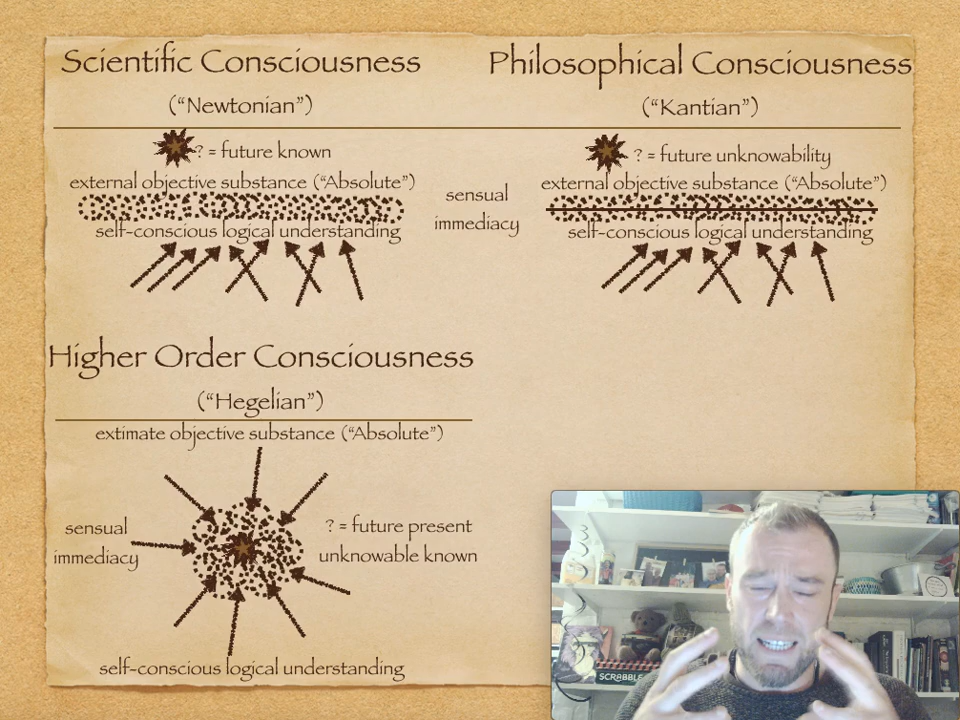 Scientific Consciousness
("Newtonian")
? = future known
external objective substance ("Absolute")
self-conscious logical understanding
sensual
immediacy
Philosophical Consciousness
("Kantian")
? = future unknowability
external objective substance ("Absolute")
self-conscious logical understanding
Higher Order Consciousness
("Hegelian")
extimate objective substance ("Absolute")
sensual
immediacy
? = future present
unknowable known
self-conscious logical understanding
SCRABBLE